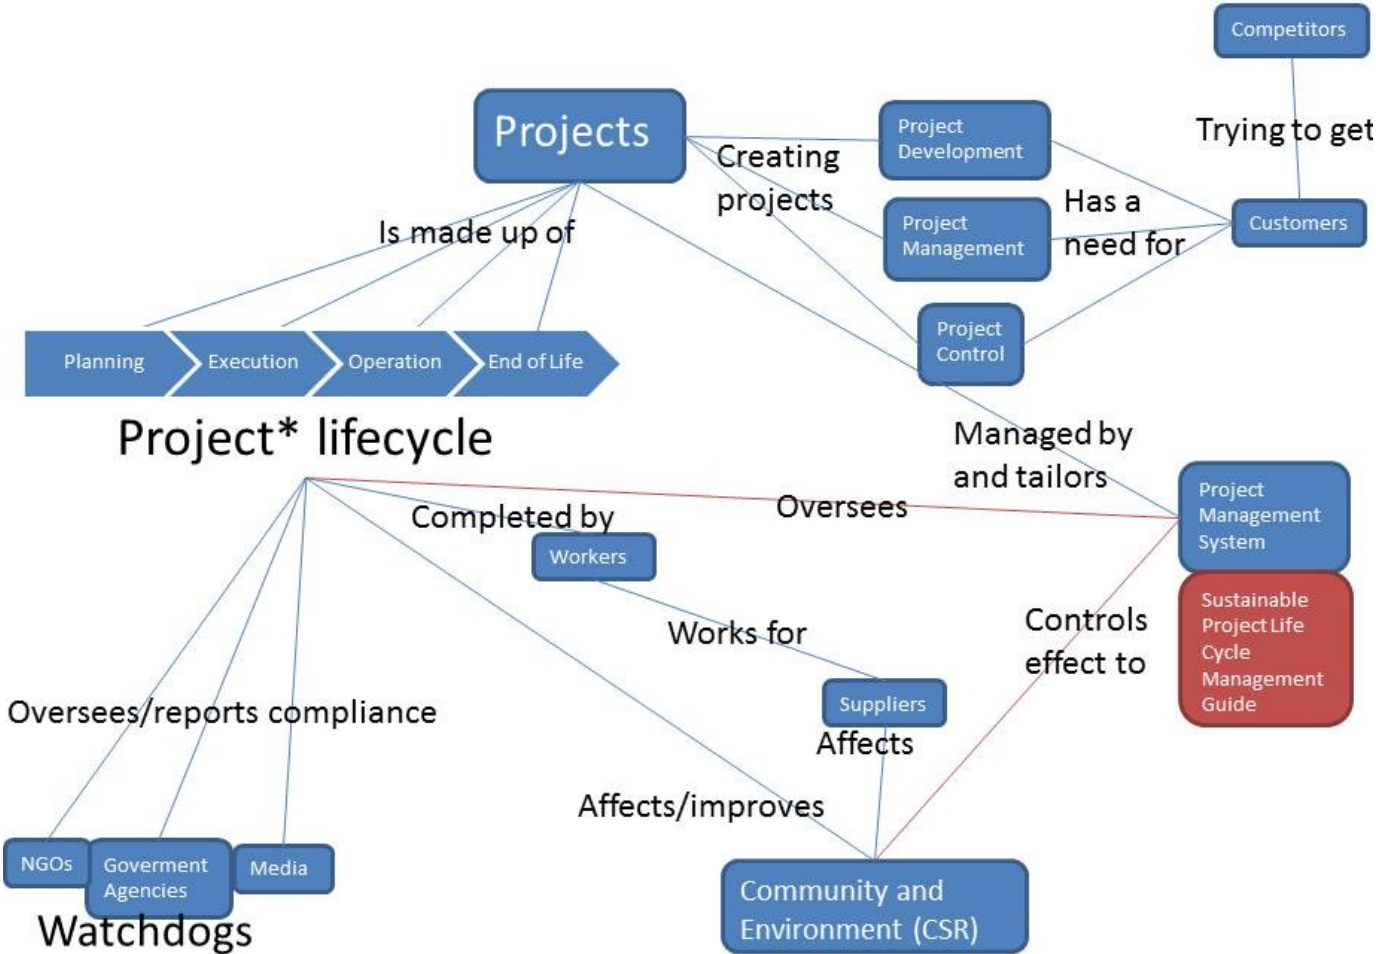 Competitors
Trying to get
Projects
Project
Development
Creating
projects
Has a
need for
Project
Management
Customers
Is made up of
Project
Control
Planning
Execution
Operation
End of Life
Project* lifecycle
Managed by
and tailors
Oversees
Project
Management
System
Completed by
Workers
Sustainable
Project Life
Cycle
Management
Guide
Controls
effect to
Works for
Suppliers
Affects
Oversees/reports compliance
Affects/improves
NGOs
Goverment
Agencies
Media
Watchdogs
Community and
Environment (CSR)